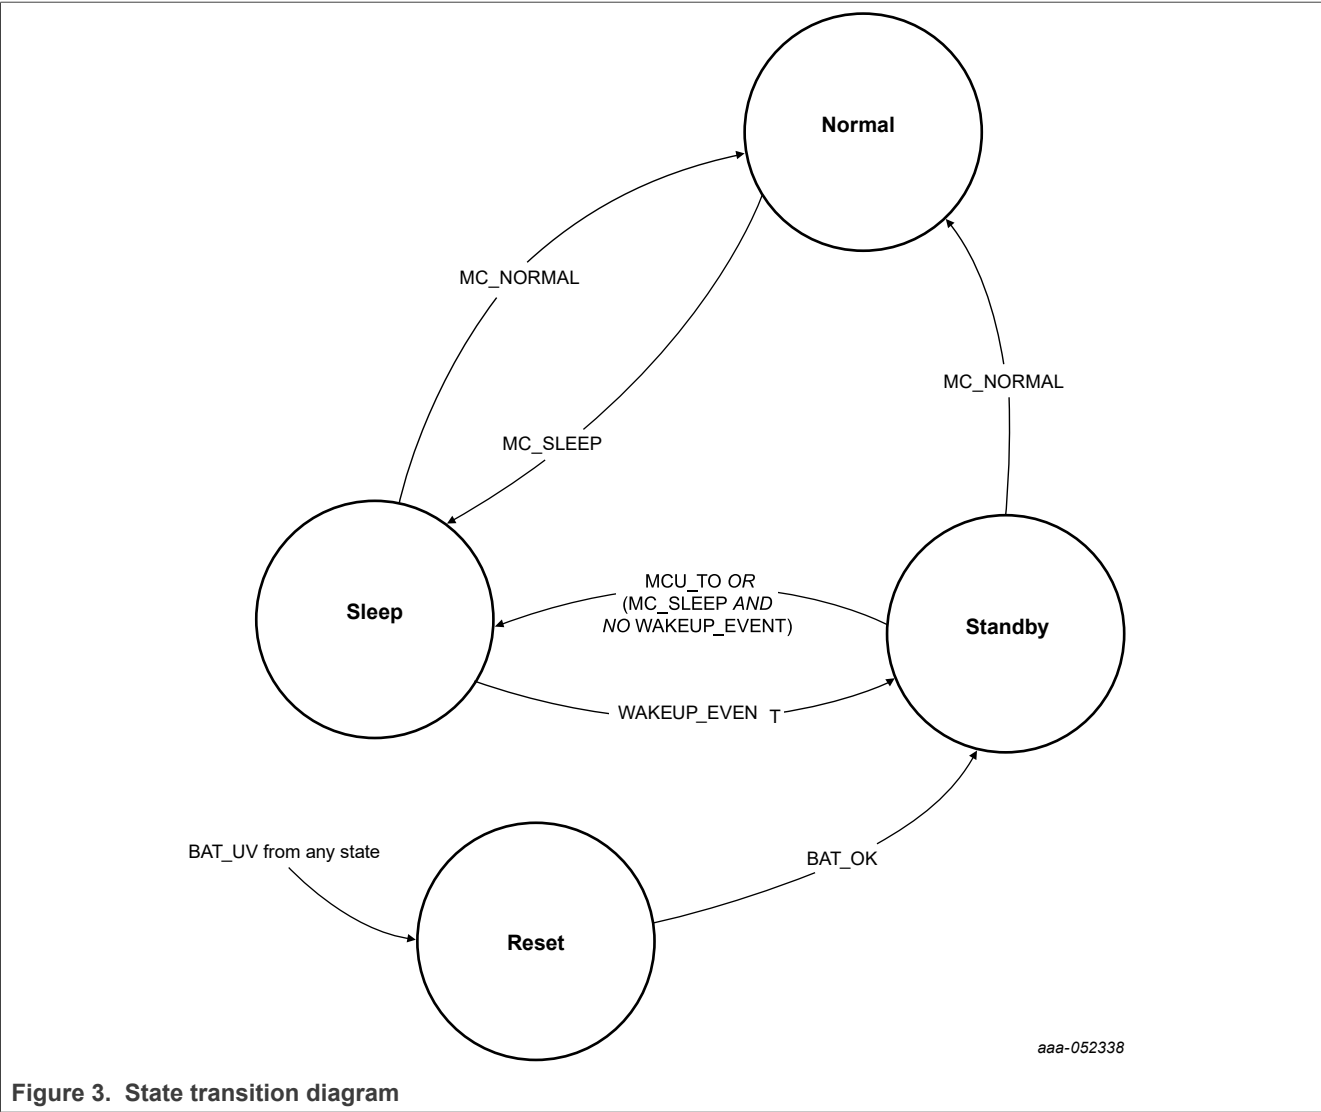 Normal
MC_NORMAL
MC_NORMAL
MC_SLEEP
MCU_TO OR
(MC_SLEEP AND
NO WAKEUP_EVENT)
Sleep
Standby
WAKEUP_EVEN T
BAT_UV from any state
BAT_OK
Reset
aaa-052338
Figure 3. State transition diagram